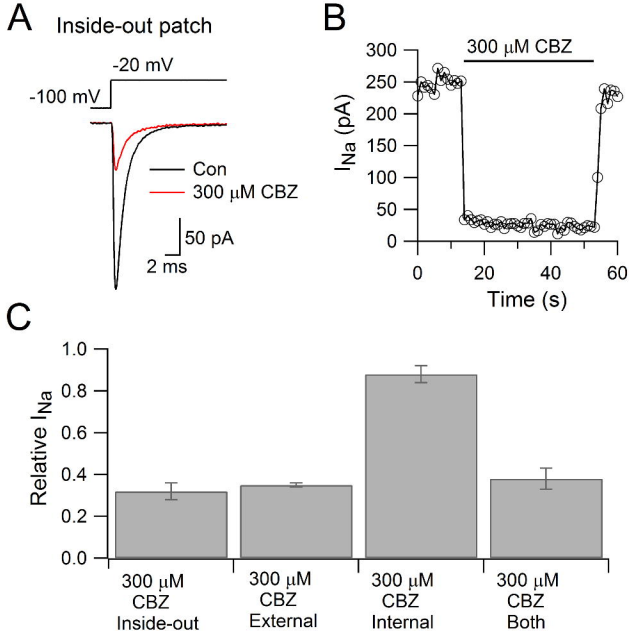 A
Inside-out patch
-20 mV
-100 mV
Con
300 μM CBZ
50 pA
2 ms
B
300 μM CBZ
300
250
200
150
100
50
0
I_Na (pA)
0
20
40
60
Time (s)
C
1.0
0.8
0.6
0.4
0.2
0.0
Relative I_Na
300 μM
CBZ
Inside-out
300 μM
CBZ
External
300 μM
CBZ
Internal
300 μM
CBZ
Both